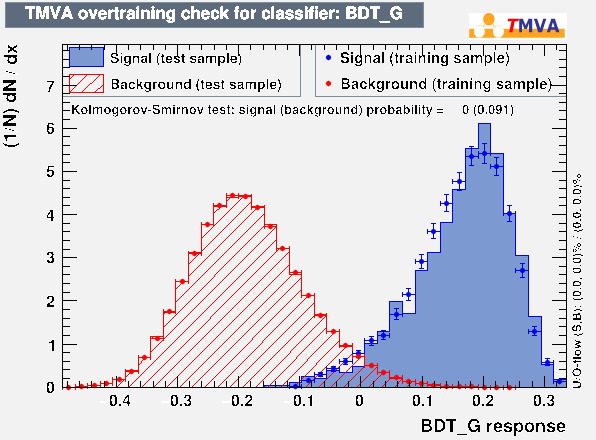 TMVA overtraining check for classifier: BDT_G
TMVA
Signal (test sample)
Background (test sample)
Signal (training sample)
Background (training sample)
Kolmogorov-Smirnov test: signal (background) probability = 0 (0.091)
(1/N) dN / dx
7
6
5
4
3
2
1
0
−0.4 −0.3 −0.2 −0.1 0 0.1 0.2 0.3
BDT_G response
U/O-flow (S,B): (0.0, 0.0)% / (0.0, 0.0)%